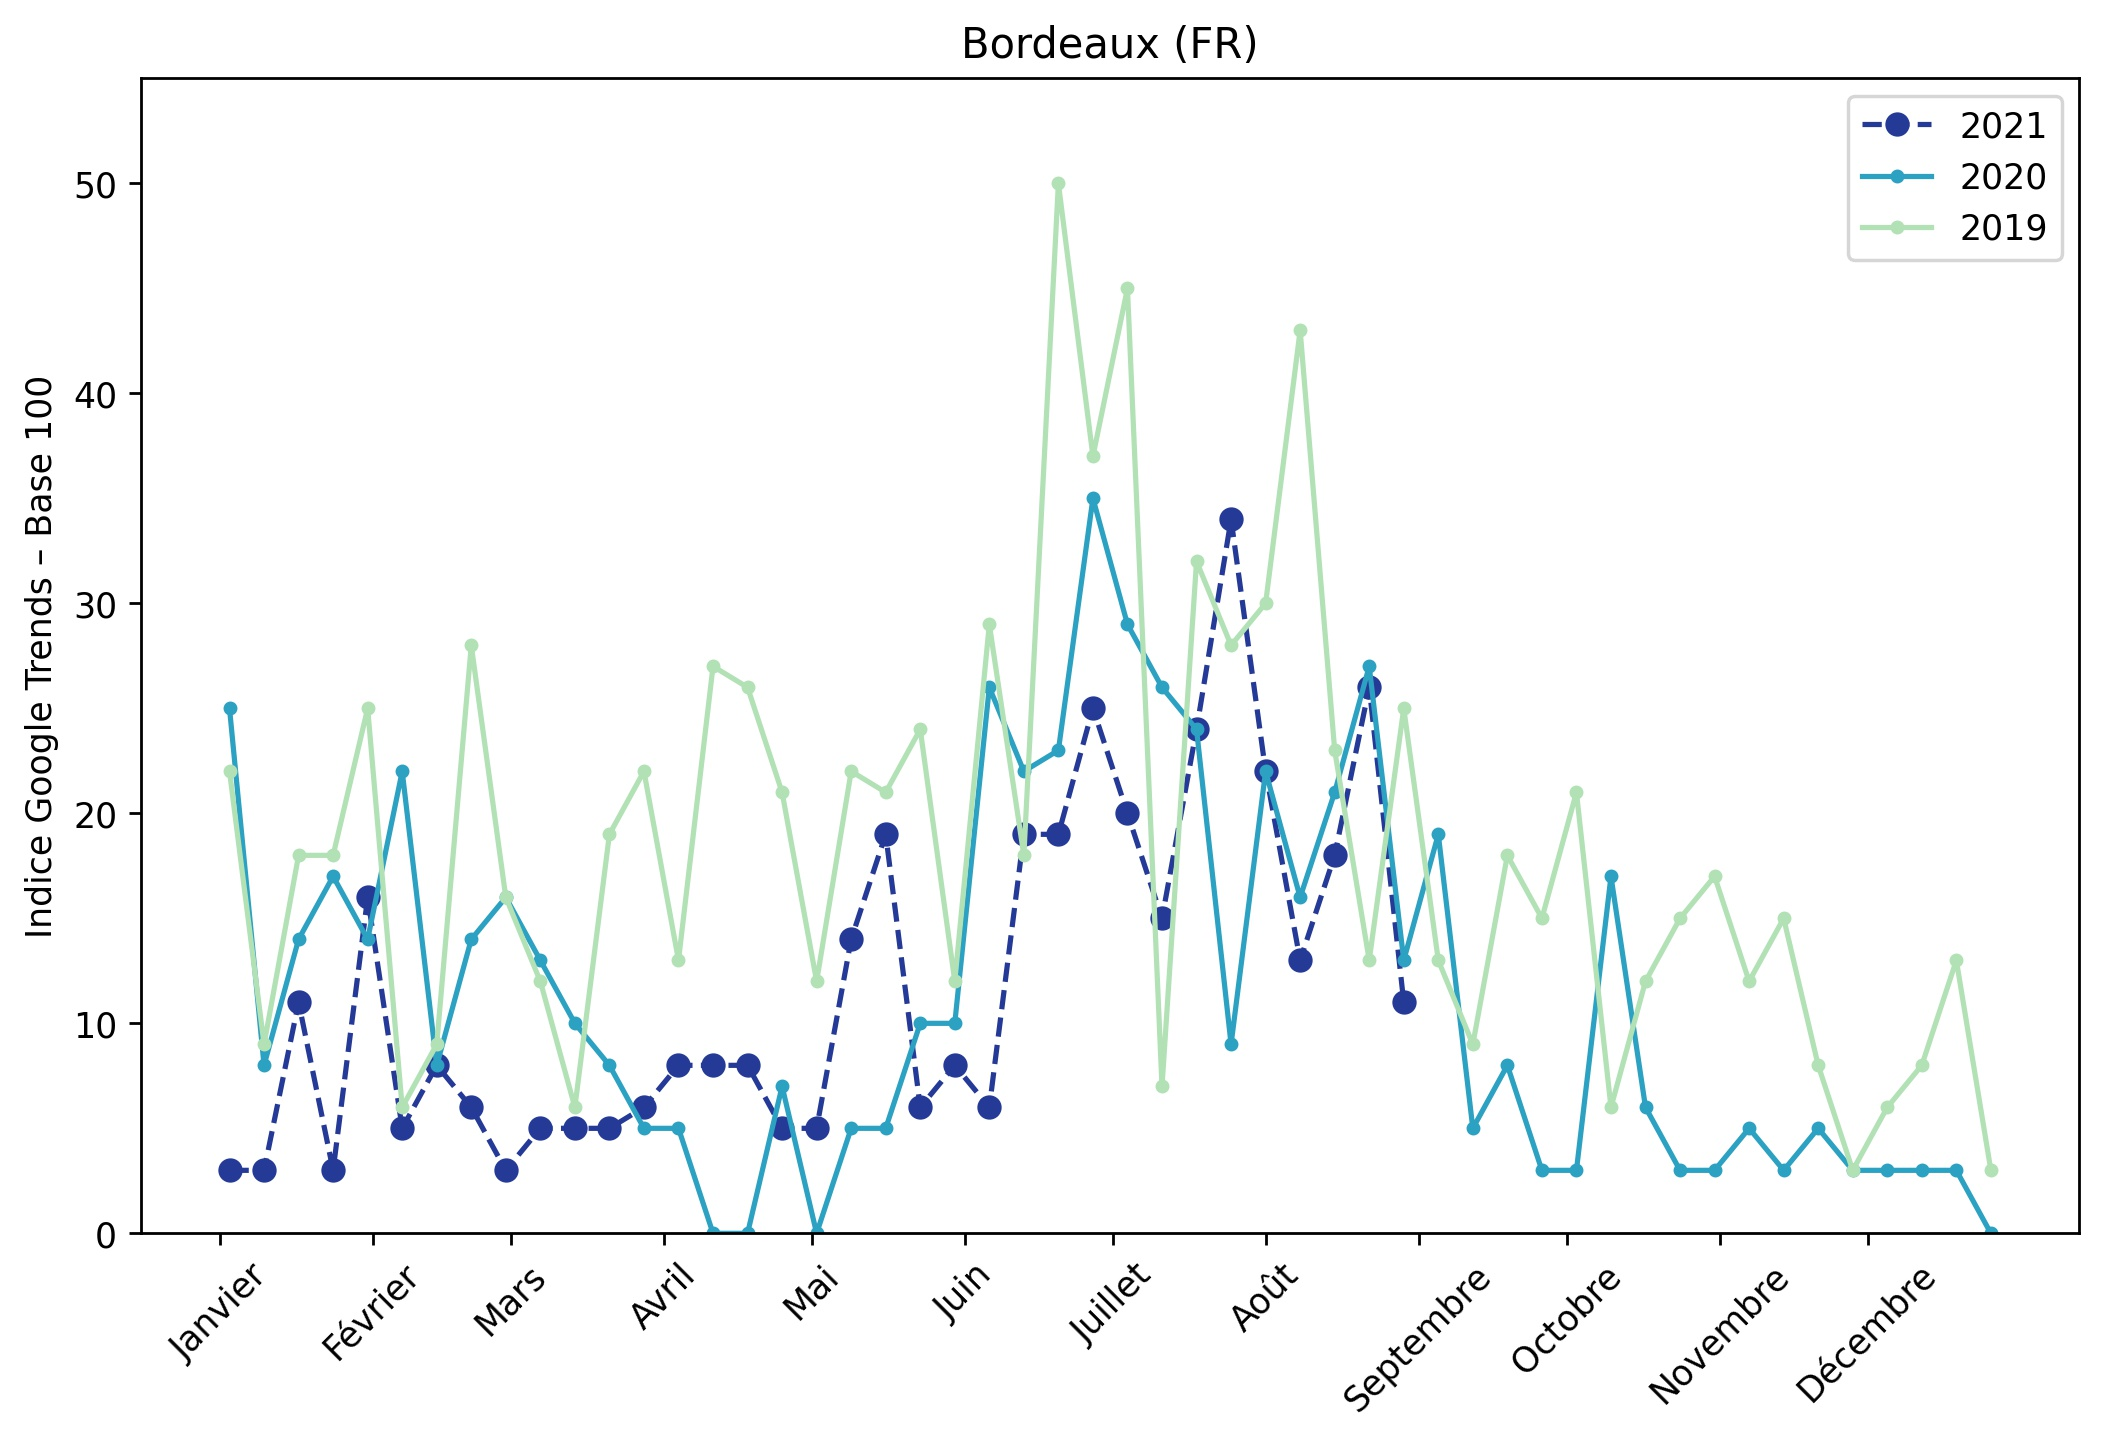 Bordeaux (FR)
Indice Google Trends – Base 100
50
40
30
20
10
0
2021
2020
2019
Janvier
Février
Mars
Avril
Mai
Juin
Juillet
Août
Septembre
Octobre
Novembre
Décembre